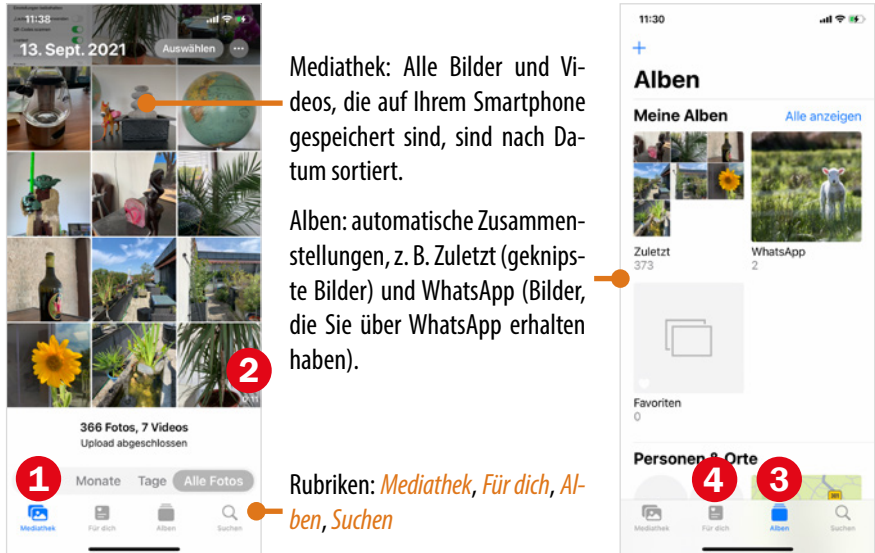 11:38
13. Sept. 2021
Auswählen
2
0:11
366 Fotos, 7 Videos
Upload abgeschlossen
1
Monate
Tage
Alle Fotos
Mediathek
Für dich
Alben
Suchen
Mediathek: Alle Bilder und Vi-
deos, die auf Ihrem Smartphone
gespeichert sind, sind nach Da-
tum sortiert.
Alben: automatische Zusammen-
stellungen, z. B. Zuletzt (geknips-
te Bilder) und WhatsApp (Bilder,
die Sie über WhatsApp erhalten
haben).
Rubriken: Mediathek, Für dich, Al-
ben, Suchen
11:30
+
Alben
Meine Alben
Alle anzeigen
Zuletzt
373
WhatsApp
2
Favoriten
0
Personen & Orte
4
3
Mediathek
Für dich
Alben
Suchen